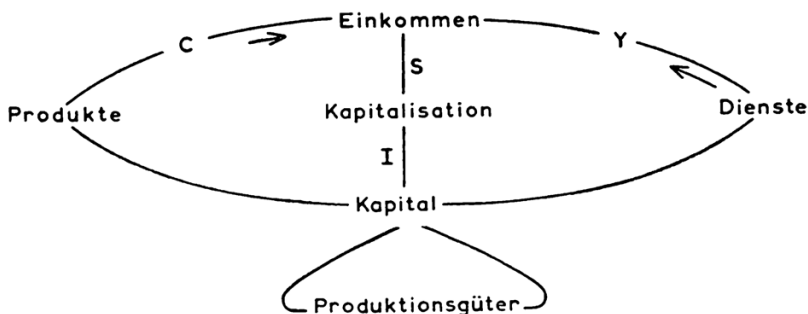 Einkommen
C
Y
S
Produkte
Kapitalisation
Dienste
I
Kapital
Produktionsgüter